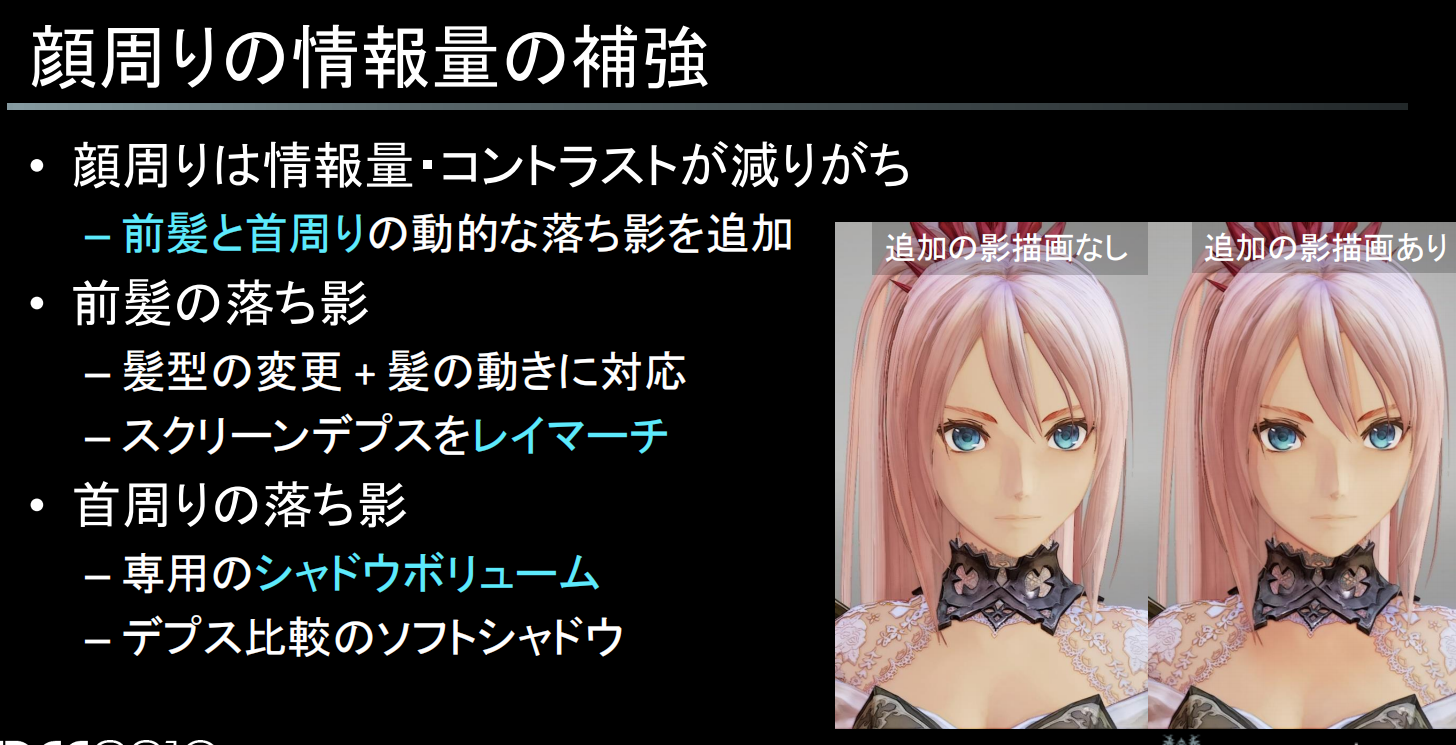 顔周りの情報量の補強
• 顔周りは情報量・コントラストが減りがち
– 前髪と首周りの動的な落ち影を追加
• 前髪の落ち影
– 髪型の変更 + 髪の動きに対応
– スクリーンデプスをレイマーチ
• 首周りの落ち影
– 専用のシャドウボリューム
– デプス比較のソフトシャドウ
追加の影描画なし
追加の影描画あり